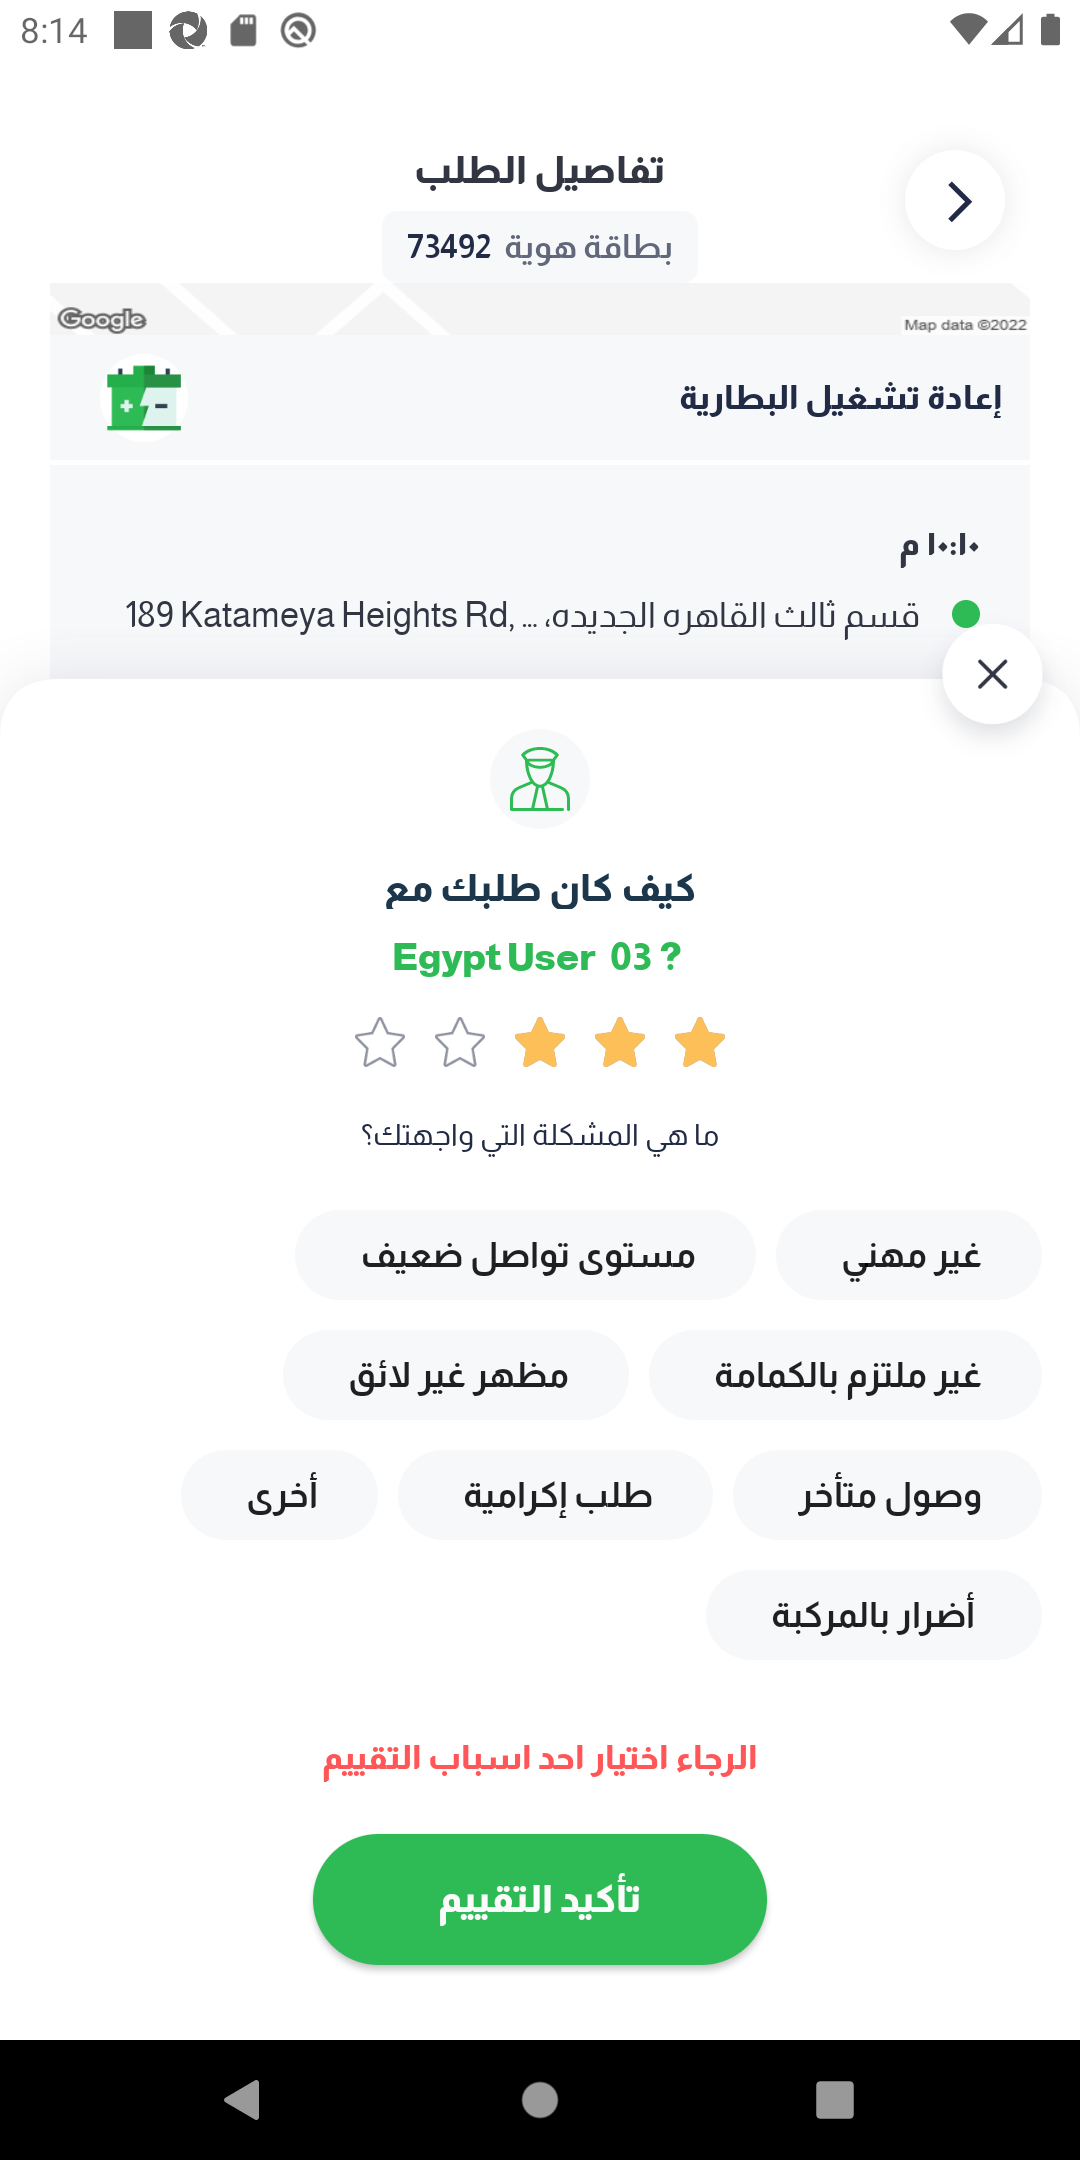 8:14
تفاصيل الطلب
بطاقة هوية 73492
Google
Map data ©2022
إعادة تشغيل البطارية
١٠:١٠ م
189 Katameya Heights Rd, ... قسم ثالث القاهره الجديده،
كيف كان طلبك مع
Egypt User 03 ?
ما هي المشكلة التي واجهتك؟
غير مهني
مستوى تواصل ضعيف
غير ملتزم بالكمامة
مظهر غير لائق
وصول متأخر
طلب إكرامية
أخرى
أضرار بالمركبة
الرجاء اختيار احد اسباب التقييم
تأكيد التقييم